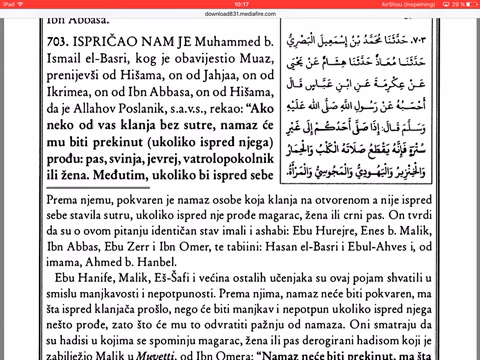 iPad
10:17
AirShou (Inspelning)
29 %
download831.mediafire.com
Ibn Abbasa.
703. ISPRIČAO NAM JE Muhammed b.
Ismail el-Basri, kog je obavijestio Muaz,
prenijevši od Hišama, on od Jahjaa, on od
Ikrimea, on od Ibn Abbasa, on od Hišama,
da je Allahov Poslanik, s.a.v.s., rekao: "Ako
neko od vas klanja bez sutre, namaz će
mu biti prekinut (ukoliko ispred njega)
prođu: pas, svinja, jevrej, vatrolopokolnik
ili žena. Međutim, ukoliko bi ispred sebe
٧٠٣- حَدَّثَنَا مُحَمَّدُ بْنُ إِسْمَعِيلَ الْبَصْرِيُّ
حَدَّثَنَا مُعَاذٌ حَدَّثَنَا هِشَامٌ عَنْ يَحْيَى
عَنْ عِكْرِمَةَ عَنِ ابْنِ عَبَّاسٍ قَالَ
أَحْسَبُهُ عَنْ رَسُولِ اللَّهِ صَلَّى اللَّهُ عَلَيْهِ
وَسَلَّمَ قَالَ: إِذَا صَلَّى أَحَدُكُمْ إِلَى غَيْرِ
سُتْرَةٍ فَإِنَّهُ يَقْطَعُ صَلَاتَهُ الْكَلْبُ وَالْحِمَارُ
وَالْخِنْزِيرُ وَالْيَهُودِيُّ وَالْمَجُوسِيُّ وَالْمَرْأَةُ.
Prema njemu, pokvaren je namaz osobe koja klanja na otvorenom a nije ispred
sebe stavila sutru, ukoliko ispred nje prođe magarac, žena ili crni pas. On tvrdi
da su o ovom pitanju identičan stav imali i ashabi: Ebu Hurejre, Enes b. Malik,
Ibn Abbas, Ebu Zerr i Ibn Omer, te tabiini: Hasan el-Basri i Ebul-Ahves i, od
imama, Ahmed b. Hanbel.
Ebu Hanife, Malik, Eš-Šafi i većina ostalih učenjaka su ovaj pojam shvatili u
smislu manjkavosti i nepotpunosti. Prema njima, namaz neće biti pokvaren, ma
šta ispred klanjača prošlo, nego će biti manjkav i nepotpun ukoliko ispred njega
nešto prođe, zato što će mu to odvratiti pažnju od namaza. Oni smatraju da
su hadisi u kojima se spominju magarac, žena ili pas derogirani hadisom koji je
zabilježio Malik u Muvetti, od Ibn Omera: "Namaz neće biti prekinut, ma šta